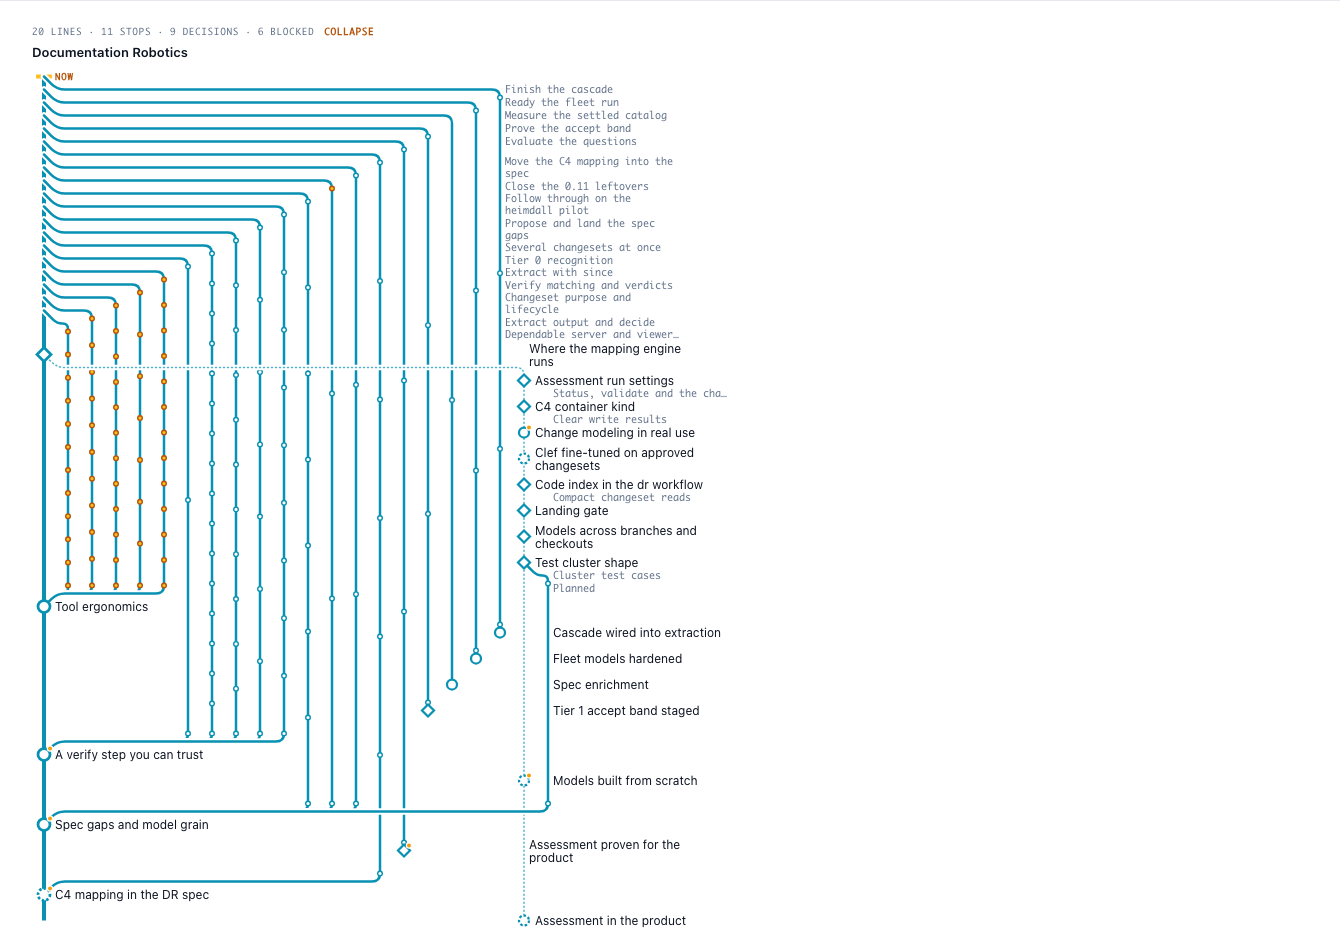 20 LINES · 11 STOPS · 9 DECISIONS · 6 BLOCKED COLLAPSE
Documentation Robotics
NOW
Finish the cascade
Ready the fleet run
Measure the settled catalog
Prove the accept band
Evaluate the questions
Move the C4 mapping into the
spec
Close the 0.11 leftovers
Follow through on the
heimdall pilot
Propose and land the spec
gaps
Several changesets at once
Tier 0 recognition
Extract with since
Verify matching and verdicts
Changeset purpose and
lifecycle
Extract output and decide
Dependable server and viewer…
Where the mapping engine
runs
Assessment run settings
Status, validate and the cha…
C4 container kind
Clear write results
Change modeling in real use
Clef fine-tuned on approved
changesets
Code index in the dr workflow
Compact changeset reads
Landing gate
Models across branches and
checkouts
Test cluster shape
Cluster test cases
Planned
Tool ergonomics
Cascade wired into extraction
Fleet models hardened
Spec enrichment
Tier 1 accept band staged
A verify step you can trust
Models built from scratch
Spec gaps and model grain
Assessment proven for the
product
C4 mapping in the DR spec
Assessment in the product